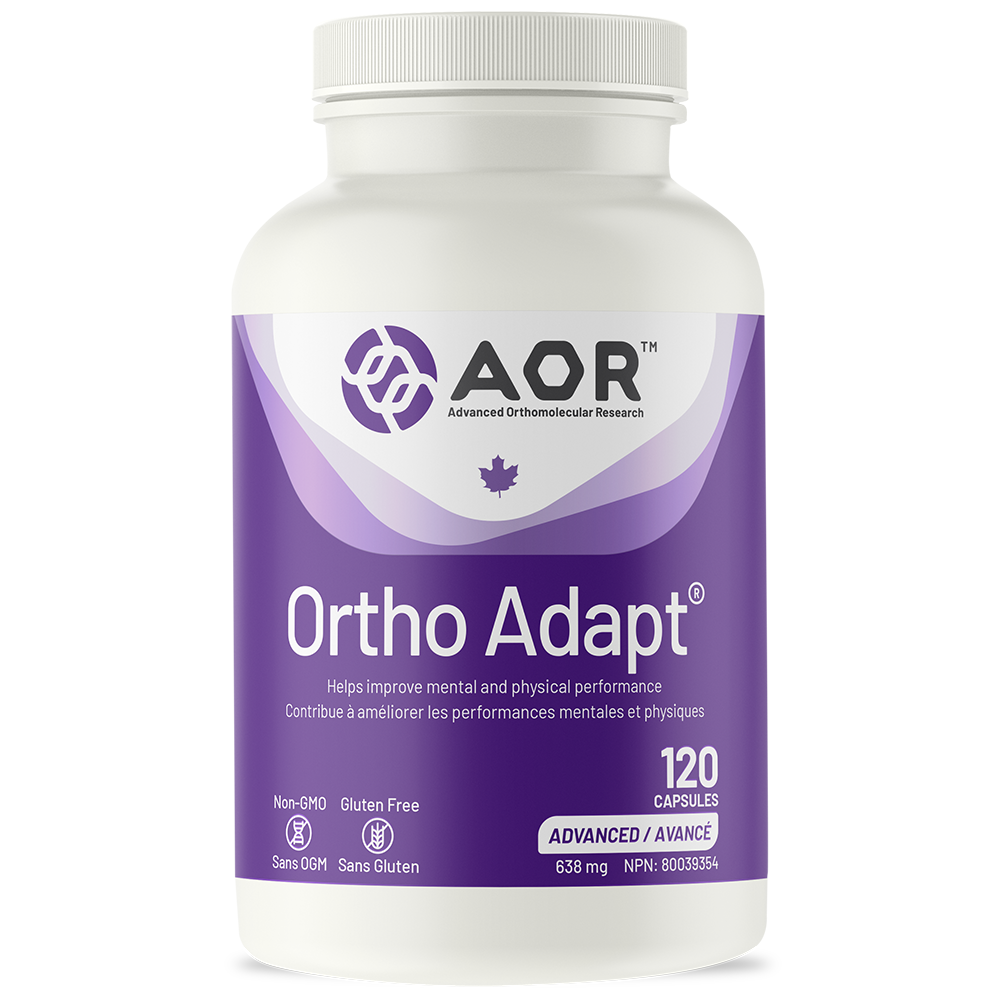 AOR™
Advanced Orthomolecular Research
Ortho Adapt®
Helps improve mental and physical performance
Contribue à améliorer les performances mentales et physiques
120
CAPSULES
Non-GMO
Sans OGM
Gluten Free
Sans Gluten
ADVANCED / AVANCÉ
638 mg NPN: 80039354